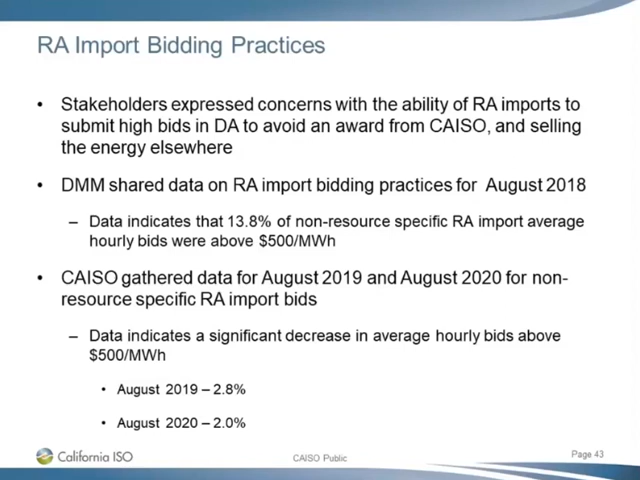 RA Import Bidding Practices
• Stakeholders expressed concerns with the ability of RA imports to
submit high bids in DA to avoid an award from CAISO, and selling
the energy elsewhere
• DMM shared data on RA import bidding practices for August 2018
– Data indicates that 13.8% of non-resource specific RA import average
hourly bids were above $500/MWh
• CAISO gathered data for August 2019 and August 2020 for non-
resource specific RA import bids
– Data indicates a significant decrease in average hourly bids above
$500/MWh
• August 2019 – 2.8%
• August 2020 – 2.0%
California ISO
CAISO Public
Page 43